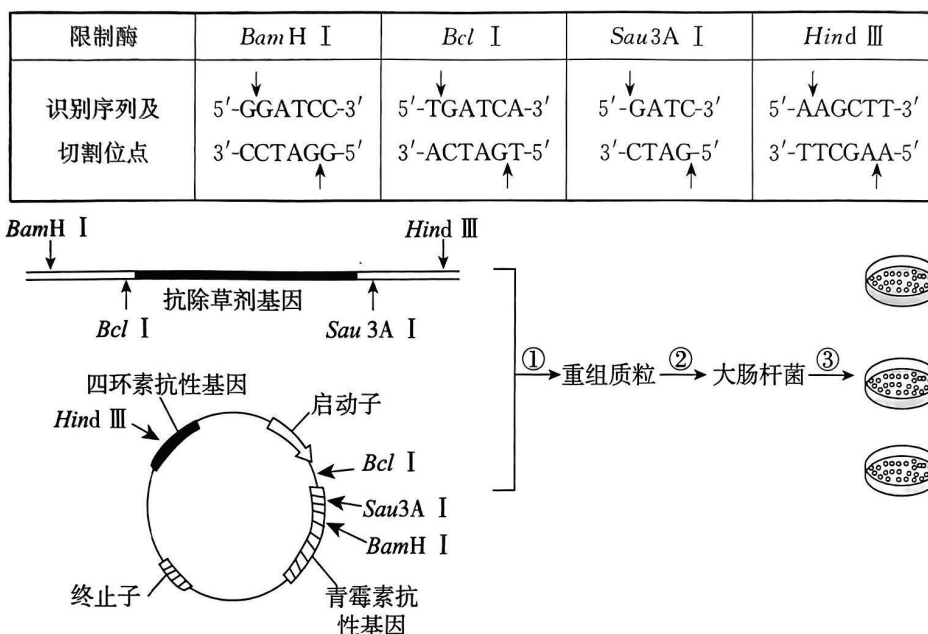 限制酶 BamH Ⅰ Bcl Ⅰ Sau3A Ⅰ Hind Ⅲ
识别序列及切割位点
5′-GGATCC-3′ 5′-TGATCA-3′ 5′-GATC-3′ 5′-AAGCTT-3′
3′-CCTAGG-5′ 3′-ACTAGT-5′ 3′-CTAG-5′ 3′-TTCGAA-5′
BamH Ⅰ Hind Ⅲ
抗除草剂基因
Bcl Ⅰ Sau 3A Ⅰ
① 重组质粒 ② 大肠杆菌 ③
四环素抗性基因
启动子
Hind Ⅲ
Bcl Ⅰ
Sau3A Ⅰ
BamH Ⅰ
终止子
青霉素抗
性基因